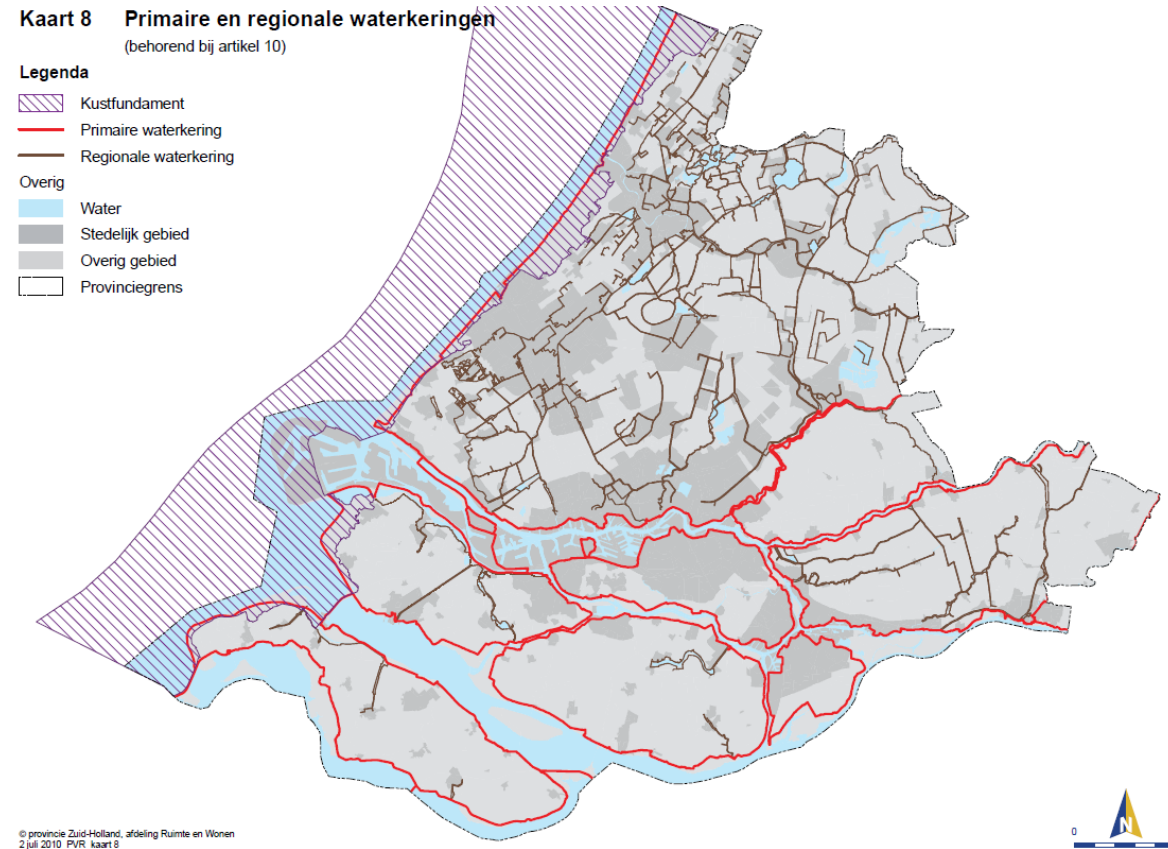 Kaart 8 Primaire en regionale waterkeringen
(behorend bij artikel 10)
Legenda
Kustfundament
Primaire waterkering
Regionale waterkering
Overig
Water
Stedelijk gebied
Overig gebied
Provinciegrens
© provincie Zuid-Holland, afdeling Ruimte en Wonen
2 juli 2010 PVR kaart 8
0
N